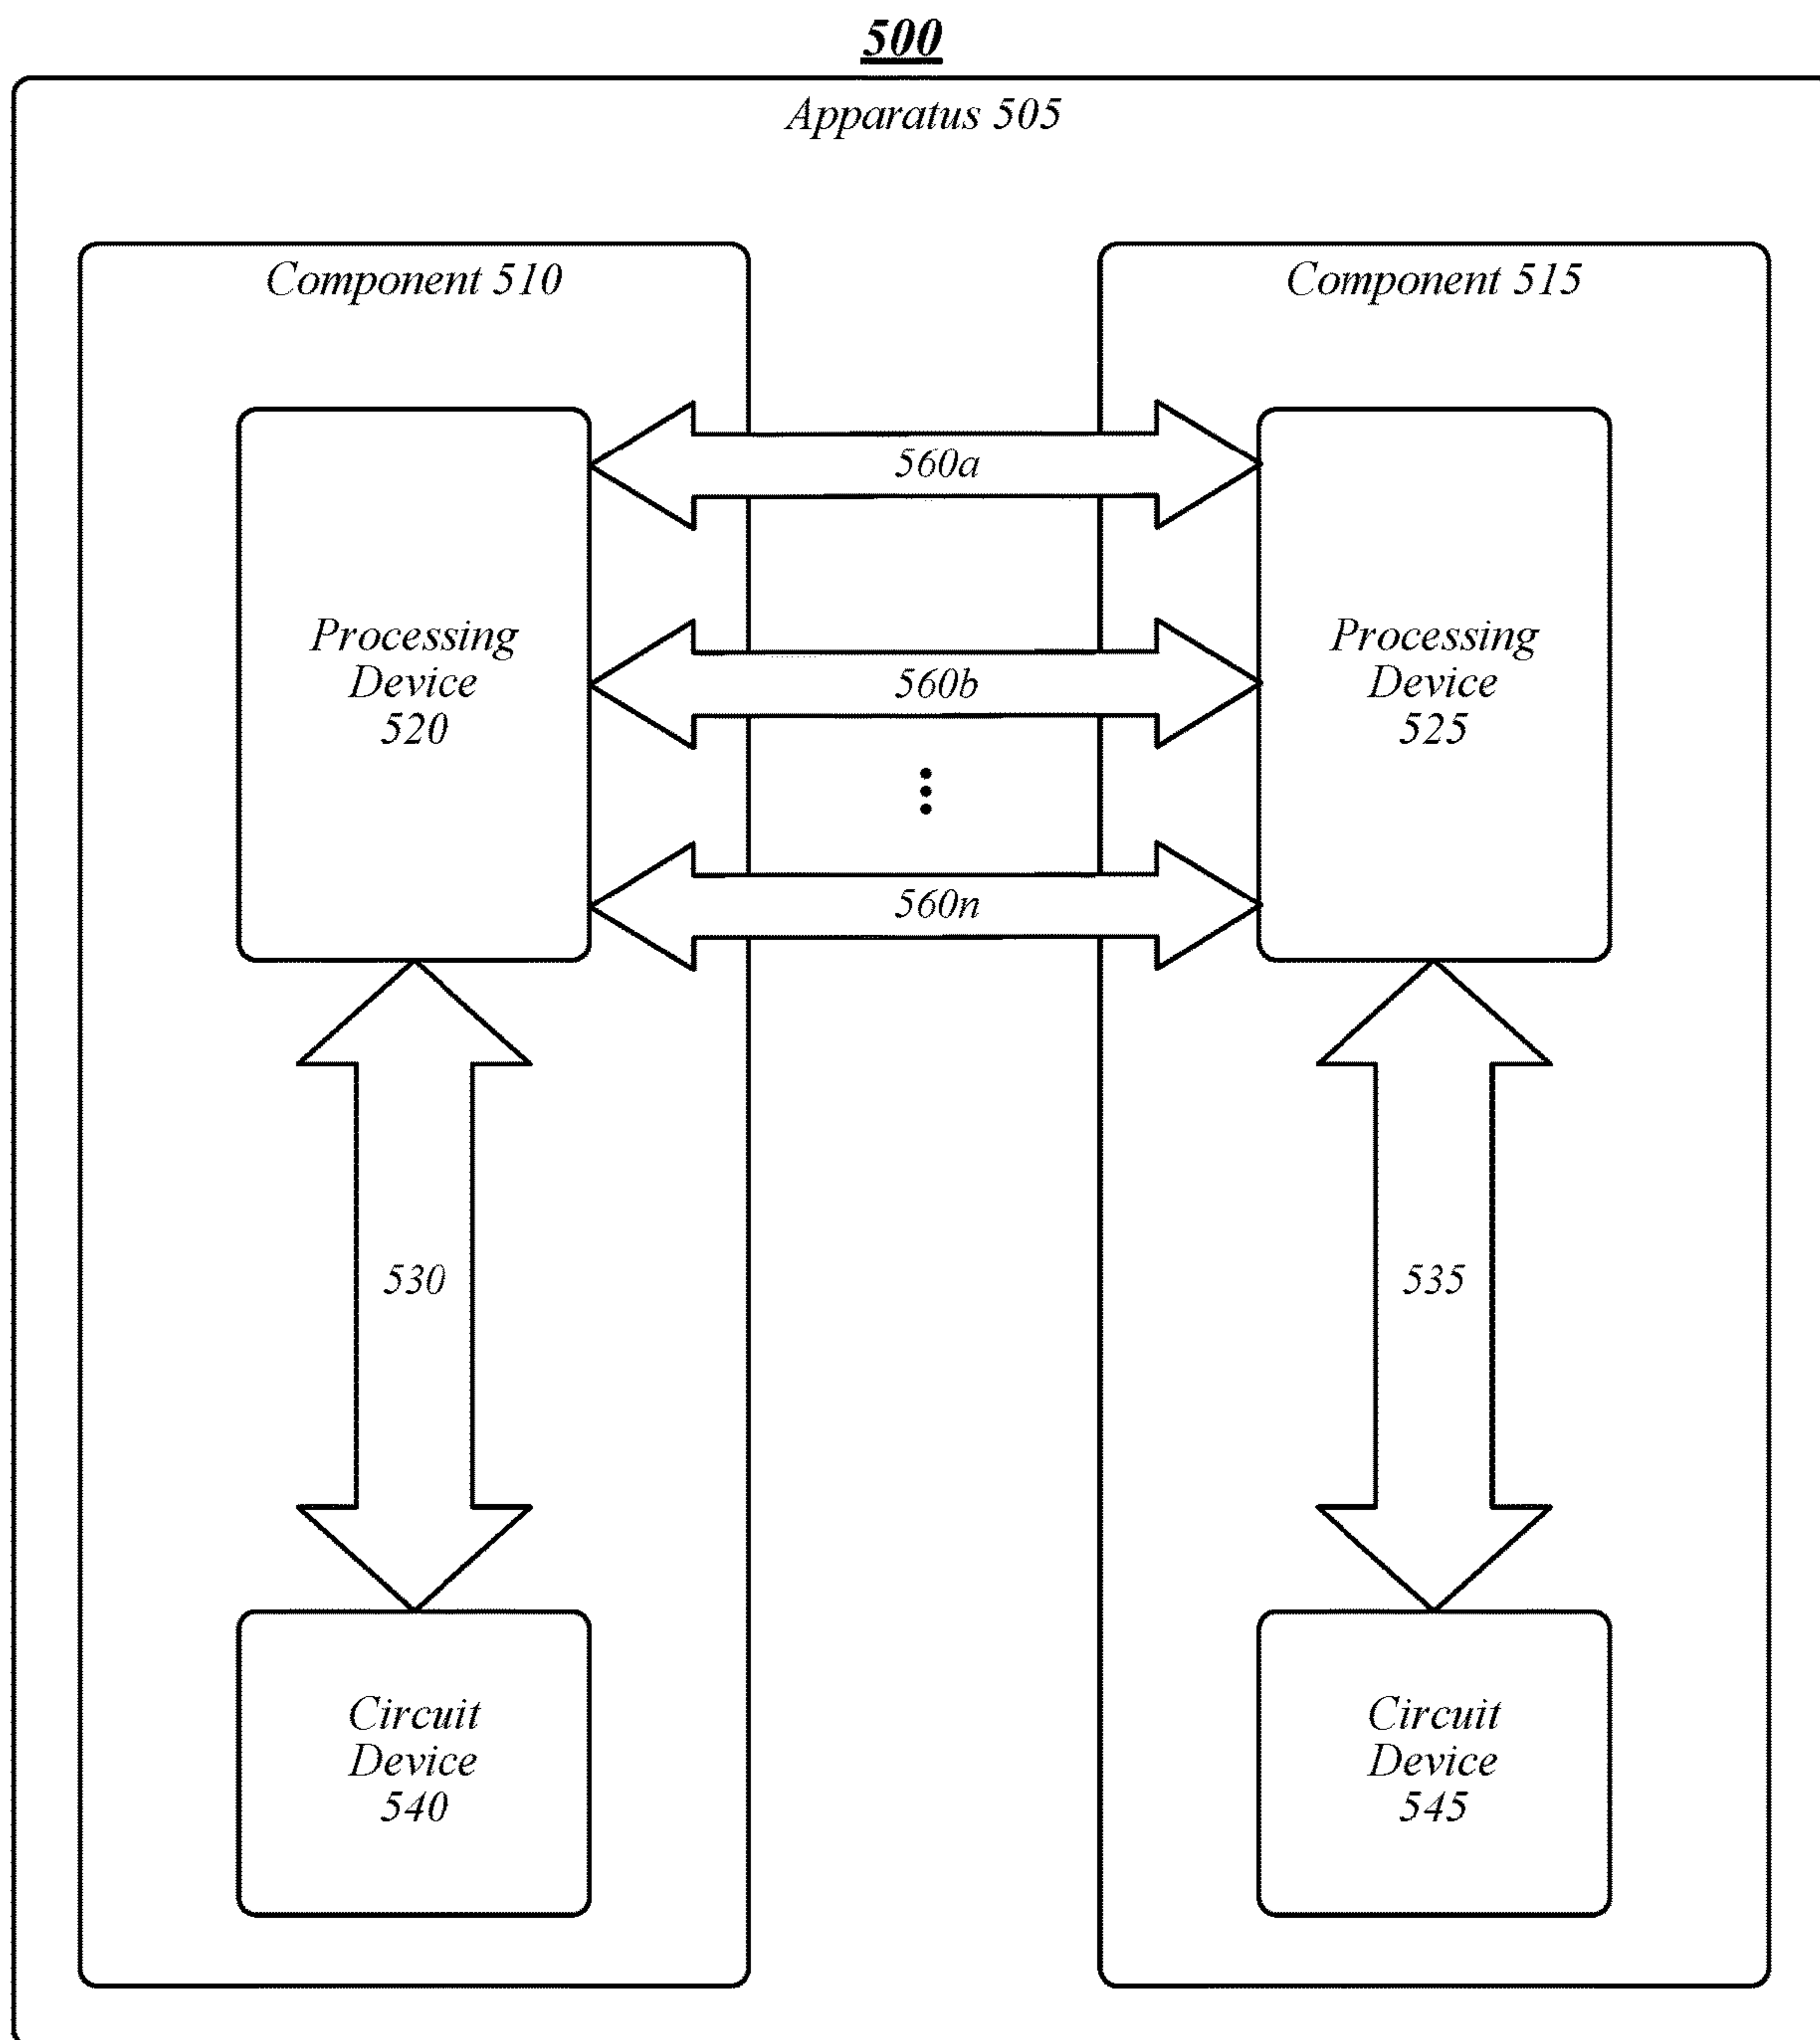 500
Apparatus 505
Component 510
Component 515
560a
Processing
Device
520
560b
Processing
Device
525
560n
530
535
Circuit
Device
540
Circuit
Device
545